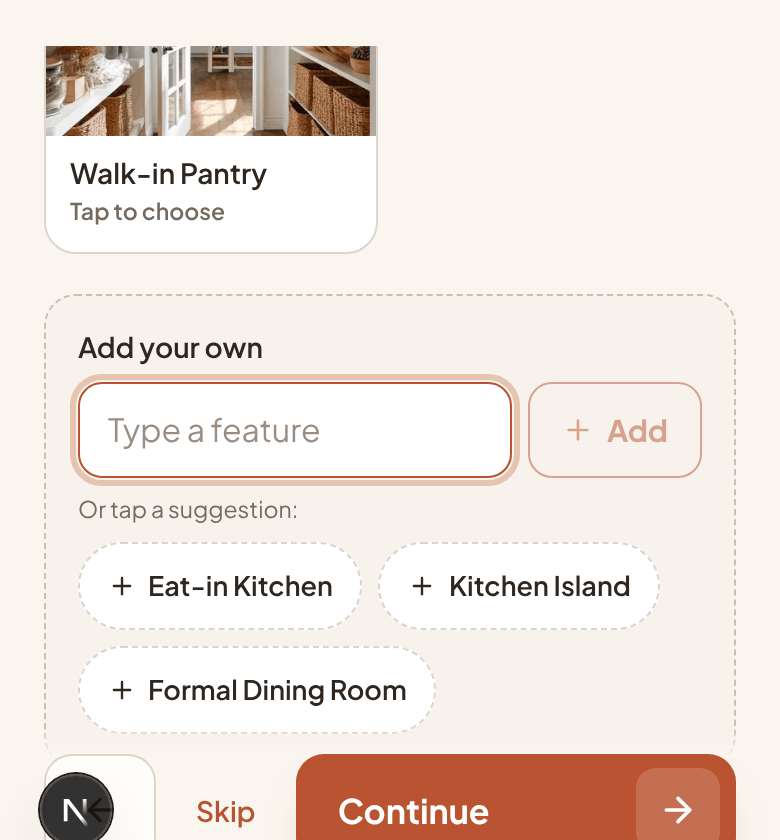 Walk-in Pantry
Tap to choose
Add your own
Type a feature
+ Add
Or tap a suggestion:
+ Eat-in Kitchen
+ Kitchen Island
+ Formal Dining Room
N
Skip
Continue